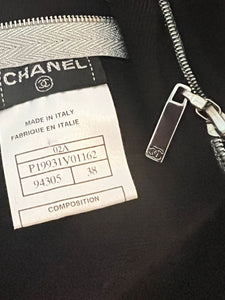 CHANEL
MADE IN ITALY
FABRIQUE EN ITALIE
02A
P19931V01162
94305 38
COMPOSITION